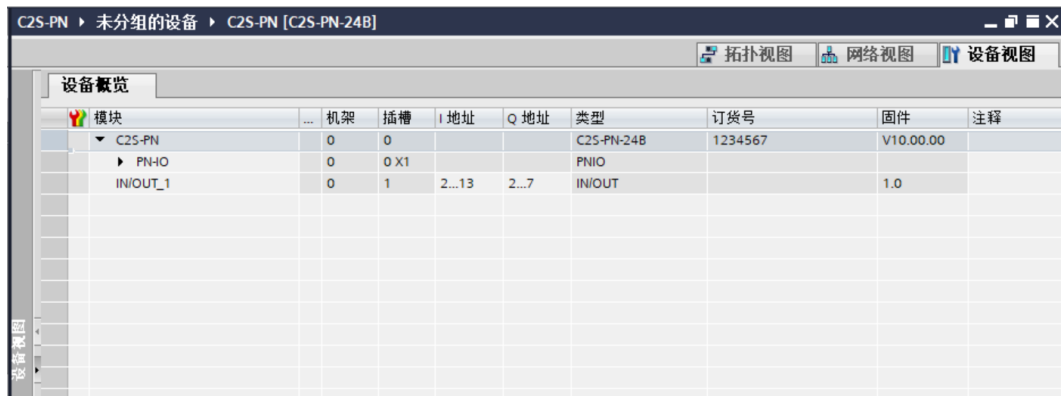 C2S-PN ▸ 未分组的设备 ▸ C2S-PN [C2S-PN-24B]
拓扑视图 网络视图 设备视图
设备概览
模块 ... 机架 插槽 I 地址 Q 地址 类型 订货号 固件 注释
C2S-PN 0 0 C2S-PN-24B 1234567 V10.00.00
PN-IO 0 0 X1 PNIO
IN/OUT_1 0 1 2...13 2...7 IN/OUT 1.0
设备视图